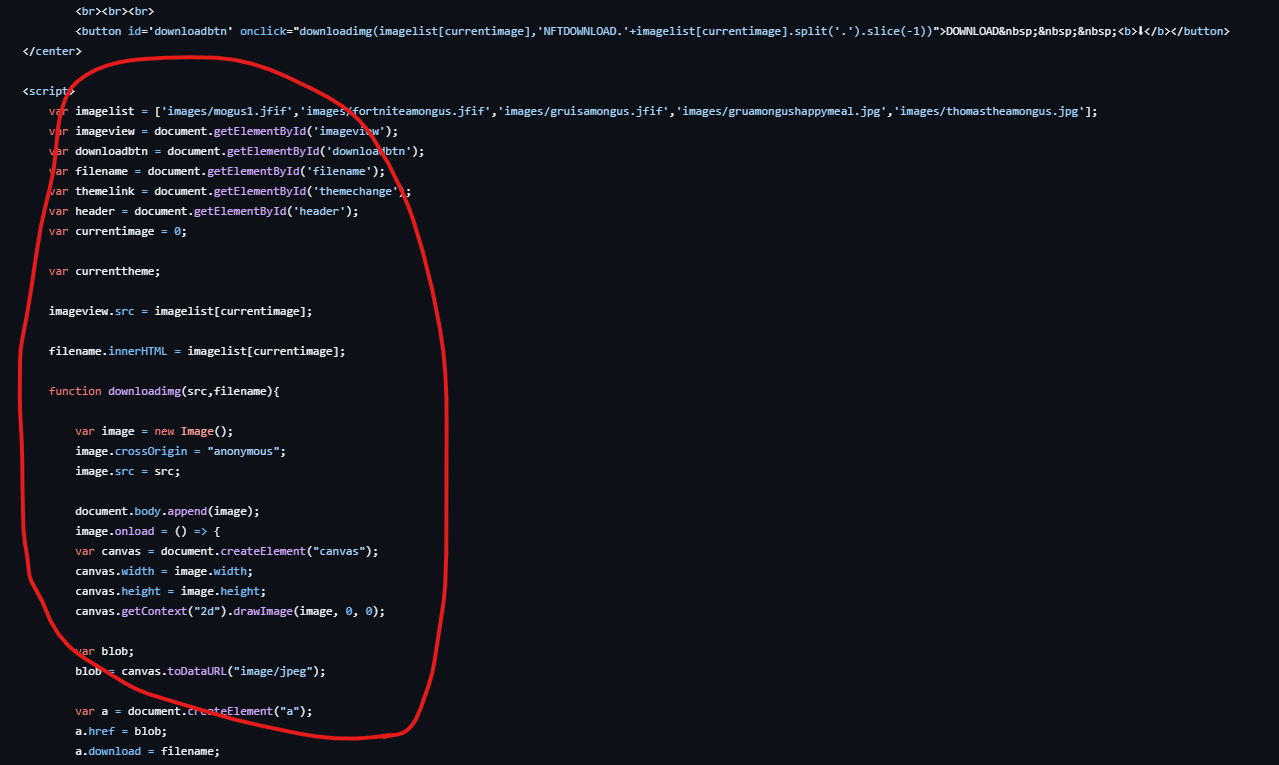 <br><br><br>
<button id='downloadbtn' onclick="downloadimg(imagelist[currentimage],'NFTDOWNLOAD.'+imagelist[currentimage].split('.').slice(-1))">DOWNLOAD&nbsp;&nbsp;&nbsp;<b>⬇</b></button>
</center>
<script>
var imagelist = ['images/mogus1.jfif','images/fortniteamongus.jfif','images/gruisamongus.jfif','images/gruamongushappymeal.jpg','images/thomastheamongus.jpg'];
var imageview = document.getElementById('imageview');
var downloadbtn = document.getElementById('downloadbtn');
var filename = document.getElementById('filename');
var themelink = document.getElementById('themechange');
var header = document.getElementById('header');
var currentimage = 0;
var currenttheme;
imageview.src = imagelist[currentimage];
filename.innerHTML = imagelist[currentimage];
function downloadimg(src,filename){
var image = new Image();
image.crossOrigin = "anonymous";
image.src = src;
document.body.append(image);
image.onload = () => {
var canvas = document.createElement("canvas");
canvas.width = image.width;
canvas.height = image.height;
canvas.getContext("2d").drawImage(image, 0, 0);
var blob;
blob = canvas.toDataURL("image/jpeg");
var a = document.createElement("a");
a.href = blob;
a.download = filename;